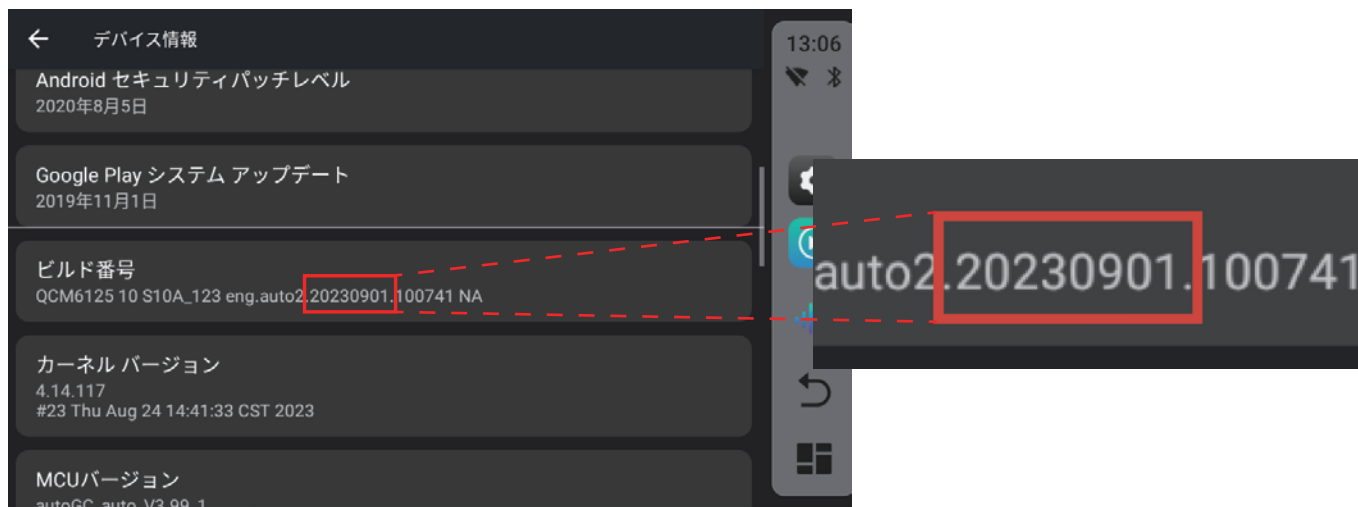 デバイス情報
13:06
Android セキュリティパッチレベル
2020年8月5日
Google Play システム アップデート
2019年11月1日
ビルド番号
QCM6125 10 S10A_123 eng.auto2.20230901.100741 NA
auto2.20230901.100741
カーネル バージョン
4.14.117
#23 Thu Aug 24 14:41:33 CST 2023
MCUバージョン
autoGC_auto_V3.99_1